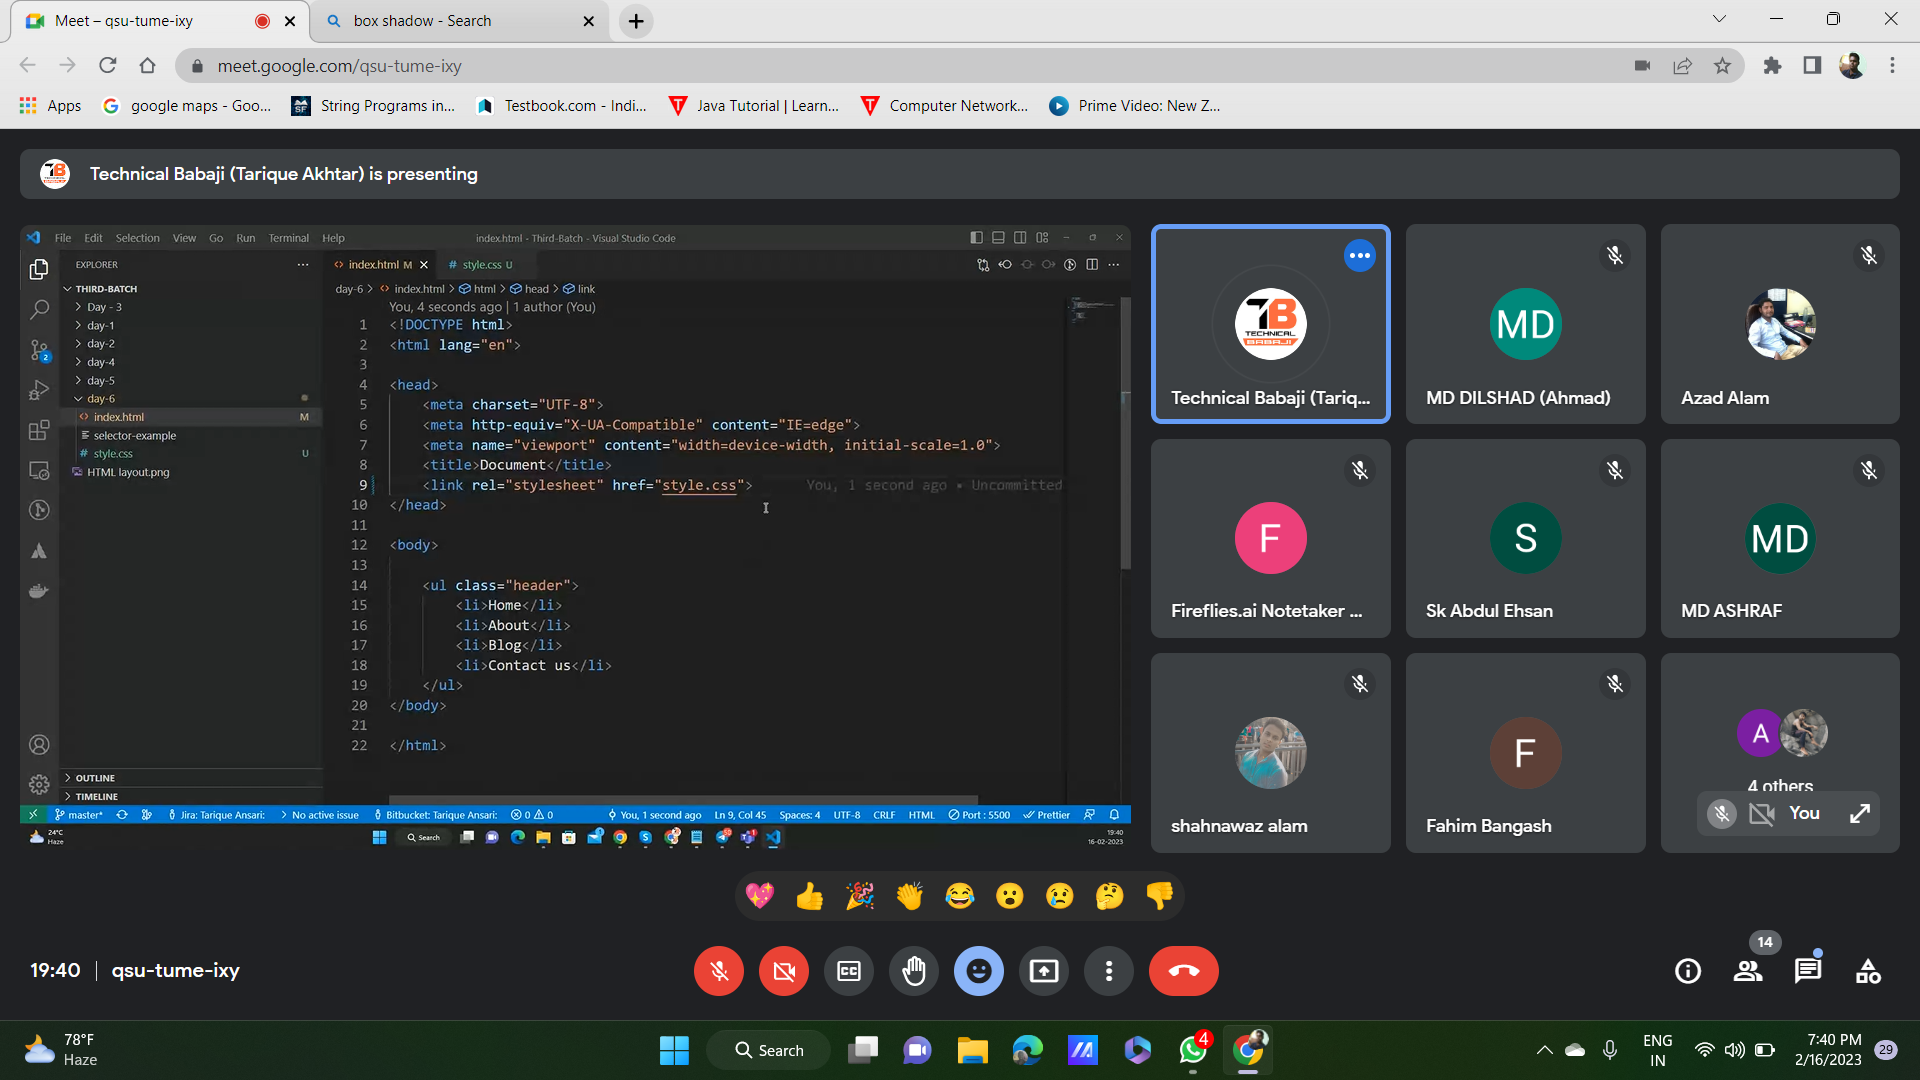 Meet – qsu-tume-ixy
box shadow - Search
meet.google.com/qsu-tume-ixy
Apps
google maps - Goo...
String Programs in...
Testbook.com - Indi...
Java Tutorial | Learn...
Computer Network...
Prime Video: New Z...
Technical Babaji (Tarique Akhtar) is presenting
File Edit Selection View Go Run Terminal Help
index.html - Third-Batch - Visual Studio Code
EXPLORER
index.html M
# style.css U
THIRD-BATCH
day-6 > index.html > html > head > link
Day - 3
day-1
day-2
day-4
day-5
day-6
index.html M
selector-example
# style.css U
HTML layout.png
OUTLINE
TIMELINE
You, 4 seconds ago | 1 author (You)
1 <!DOCTYPE html>
2 <html lang="en">
3
4 <head>
5 <meta charset="UTF-8">
6 <meta http-equiv="X-UA-Compatible" content="IE=edge">
7 <meta name="viewport" content="width=device-width, initial-scale=1.0">
8 <title>Document</title>
9 <link rel="stylesheet" href="style.css"> You, 1 second ago • Uncommitted
10 </head>
11
12 <body>
13
14 <ul class="header">
15 <li>Home</li>
16 <li>About</li>
17 <li>Blog</li>
18 <li>Contact us</li>
19 </ul>
20 </body>
21
22 </html>
2
master* Jira: Tarique Ansari: No active issue Bitbucket: Tarique Ansari: 0 0 You, 1 second ago Ln 9, Col 45 Spaces: 4 UTF-8 CRLF HTML Port : 5500 Prettier
24°C
Haze
Search
19:40
16-02-2023
7B
TECHNICAL
BABAJI
Technical Babaji (Tariq...
MD
MD DILSHAD (Ahmad)
Azad Alam
F
Fireflies.ai Notetaker ...
S
Sk Abdul Ehsan
MD
MD ASHRAF
shahnawaz alam
F
Fahim Bangash
A
4 others
You
19:40 | qsu-tume-ixy
CC
14
78°F
Haze
Search
4
ENG
IN
7:40 PM
2/16/2023
29